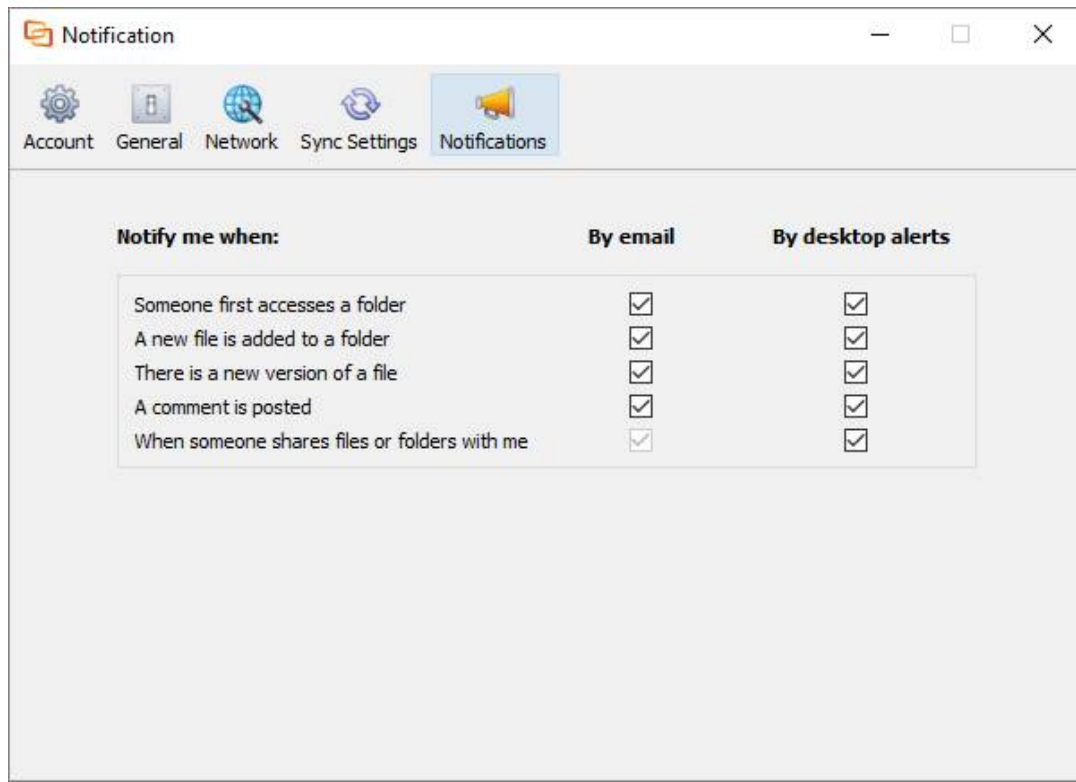 Notification
Account General Network Sync Settings Notifications
Notify me when: By email By desktop alerts
Someone first accesses a folder
A new file is added to a folder
There is a new version of a file
A comment is posted
When someone shares files or folders with me